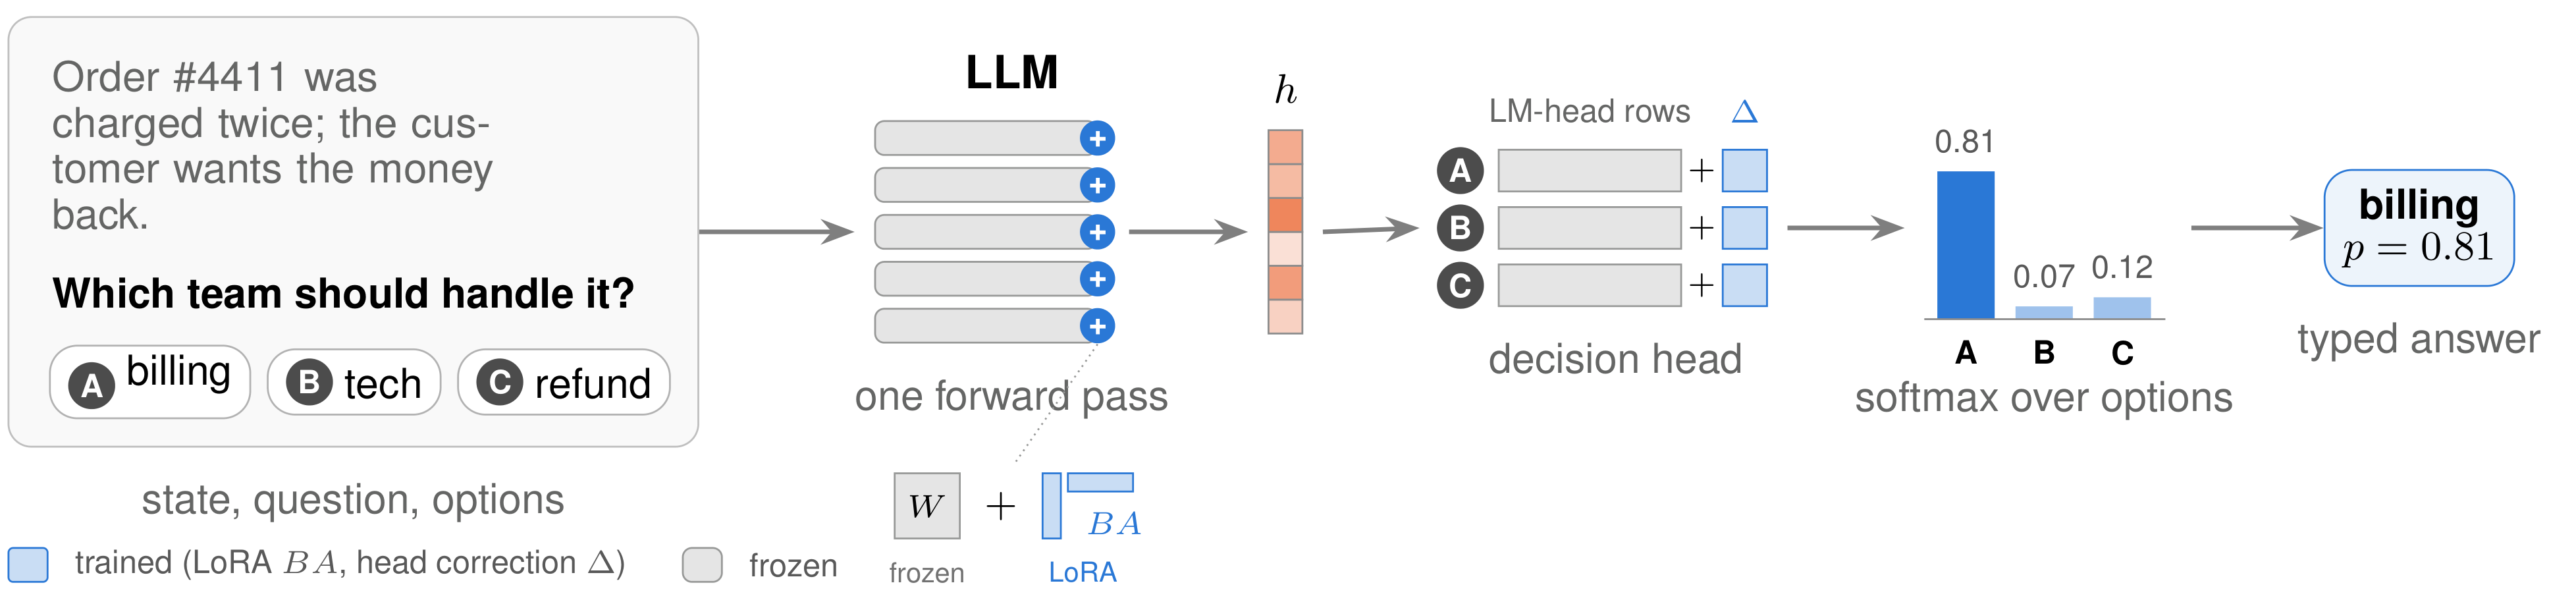 Order #4411 was
charged twice; the cus-
tomer wants the money
back.
Which team should handle it?
A billing
B tech
C refund
state, question, options
LLM
one forward pass
W + BA
frozen
LoRA
h
LM-head rows Δ
A +
B +
C +
decision head
0.81
0.07
0.12
A B C
softmax over options
billing
p = 0.81
typed answer
trained (LoRA BA, head correction Δ)
frozen